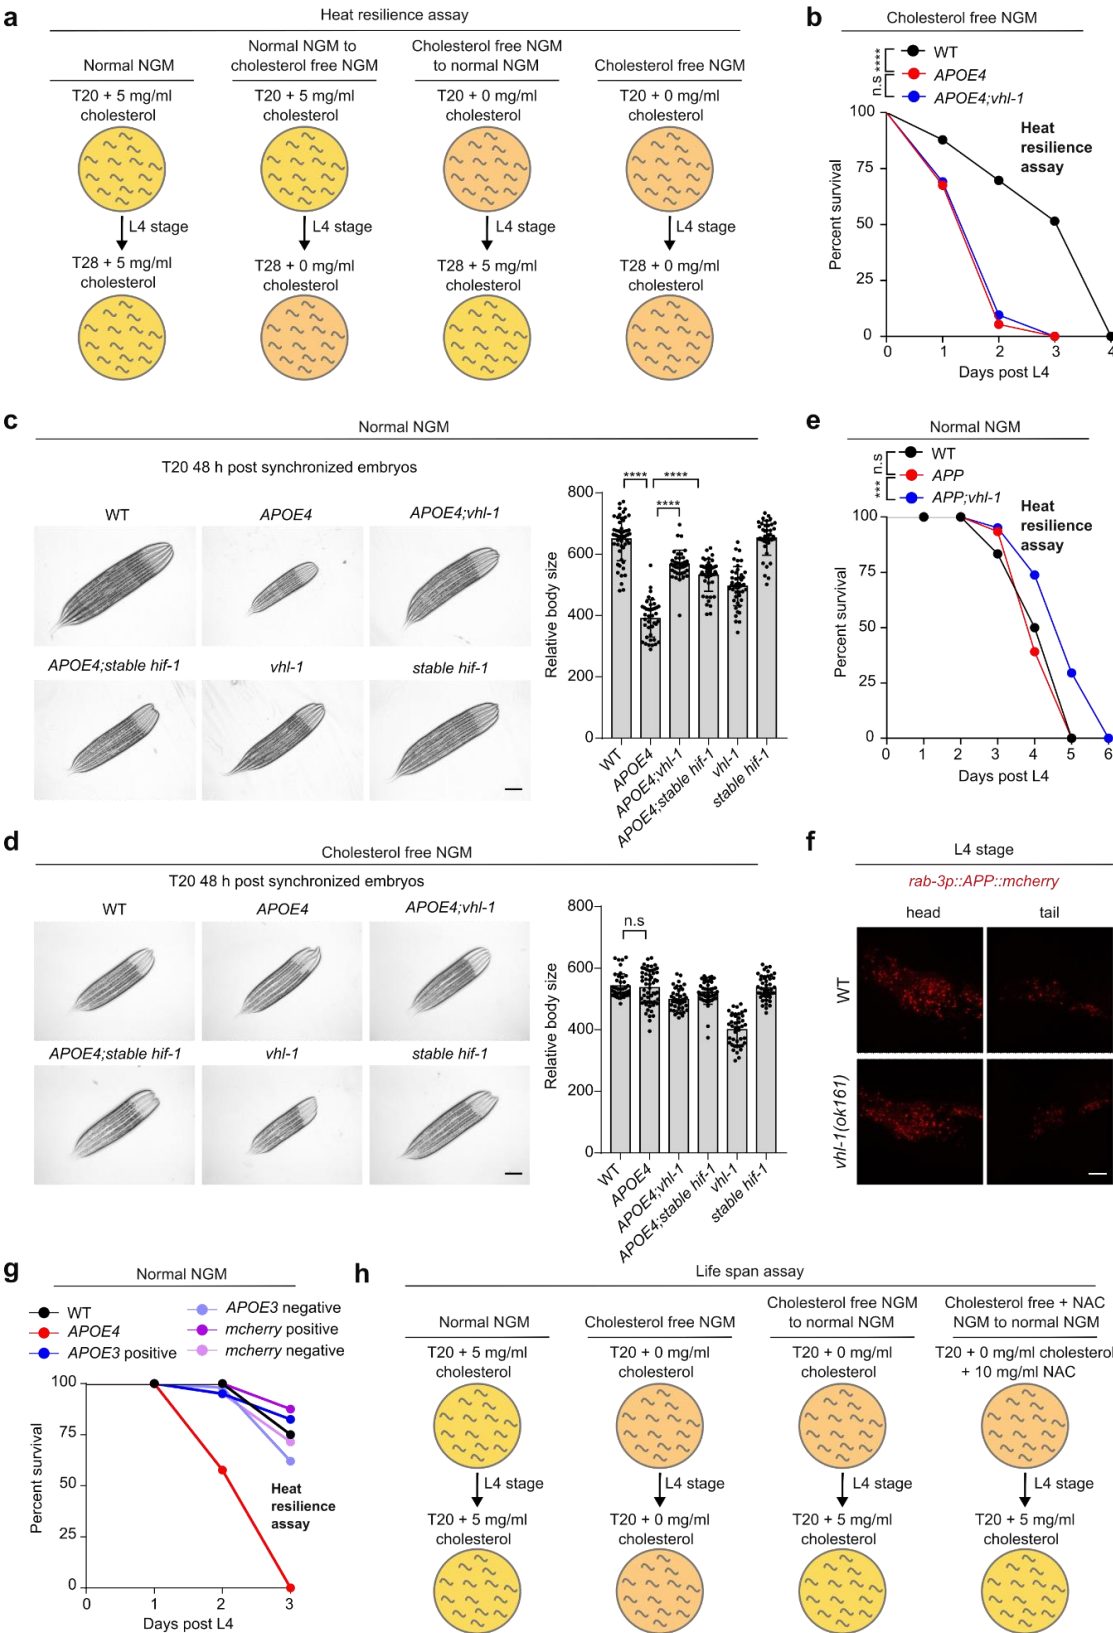 a
Heat resilience assay
Normal NGM
Normal NGM to
cholesterol free NGM
Cholesterol free NGM
to normal NGM
Cholesterol free NGM
T20 + 5 mg/ml
cholesterol
T20 + 5 mg/ml
cholesterol
T20 + 0 mg/ml
cholesterol
T20 + 0 mg/ml
cholesterol
L4 stage
L4 stage
L4 stage
L4 stage
T28 + 5 mg/ml
cholesterol
T28 + 0 mg/ml
cholesterol
T28 + 5 mg/ml
cholesterol
T28 + 0 mg/ml
cholesterol
b
Cholesterol free NGM
WT
APOE4
APOE4;vhl-1
****
n.s
Heat
resilience
assay
Percent survival
100
75
50
25
0
0 1 2 3 4
Days post L4
c
Normal NGM
T20 48 h post synchronized embryos
WT
APOE4
APOE4;vhl-1
APOE4;stable hif-1
vhl-1
stable hif-1
**** ****
****
Relative body size
800
600
400
200
0
WT
APOE4
APOE4;vhl-1
APOE4;stable hif-1
vhl-1
stable hif-1
e
Normal NGM
WT
APP
APP;vhl-1
n.s
***
Heat
resilience
assay
Percent survival
100
75
50
25
0
0 1 2 3 4 5 6
Days post L4
d
Cholesterol free NGM
T20 48 h post synchronized embryos
WT
APOE4
APOE4;vhl-1
APOE4;stable hif-1
vhl-1
stable hif-1
n.s
Relative body size
800
600
400
200
0
WT
APOE4
APOE4;vhl-1
APOE4;stable hif-1
vhl-1
stable hif-1
f
L4 stage
rab-3p::APP::mcherry
head
tail
WT
vhl-1(ok161)
g
Normal NGM
WT
APOE4
APOE3 positive
APOE3 negative
mcherry positive
mcherry negative
Percent survival
100
75
50
25
0
Heat
resilience
assay
0 1 2 3
Days post L4
h
Life span assay
Normal NGM
Cholesterol free NGM
Cholesterol free NGM
to normal NGM
Cholesterol free + NAC
NGM to normal NGM
T20 + 5 mg/ml
cholesterol
T20 + 0 mg/ml
cholesterol
T20 + 0 mg/ml
cholesterol
T20 + 0 mg/ml cholesterol
+ 10 mg/ml NAC
L4 stage
L4 stage
L4 stage
L4 stage
T20 + 5 mg/ml
cholesterol
T20 + 0 mg/ml
cholesterol
T20 + 5 mg/ml
cholesterol
T20 + 5 mg/ml
cholesterol